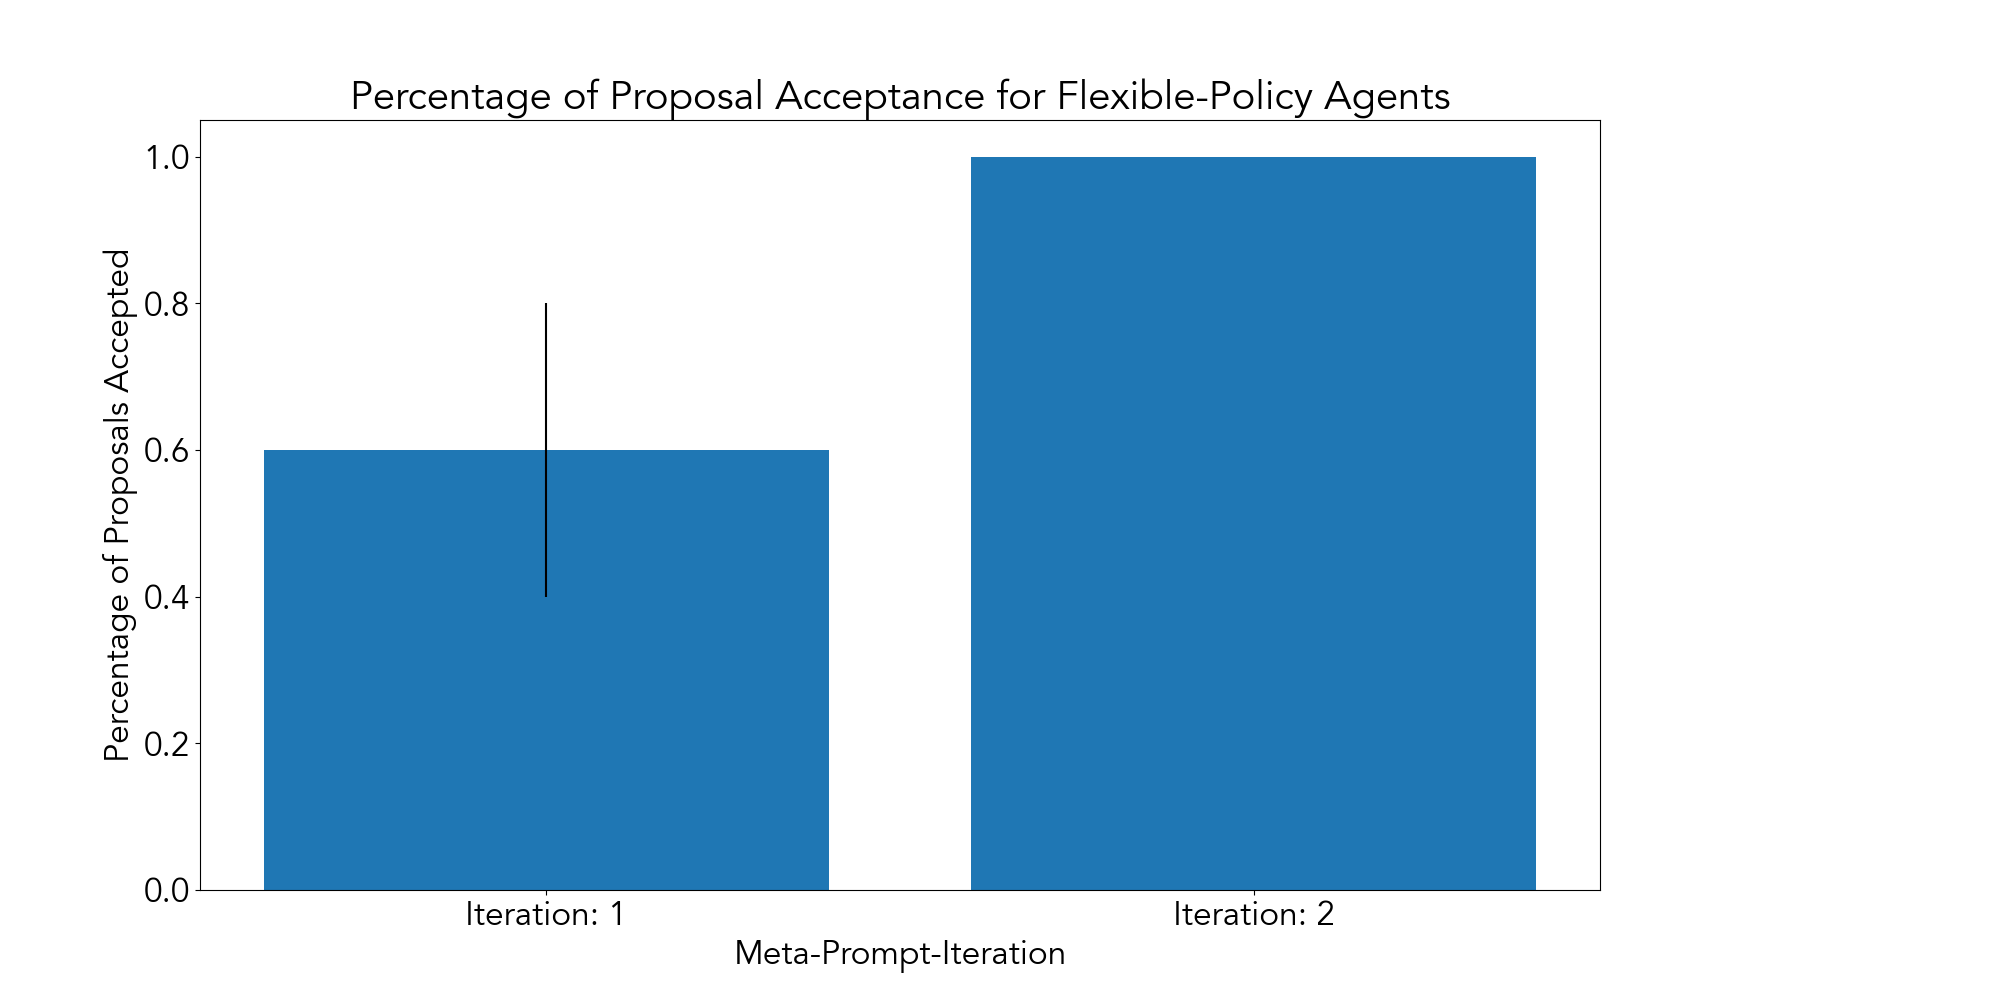 Percentage of Proposal Acceptance for Flexible-Policy Agents
Percentage of Proposals Accepted
1.0
0.8
0.6
0.4
0.2
0.0
Iteration: 1
Iteration: 2
Meta-Prompt-Iteration